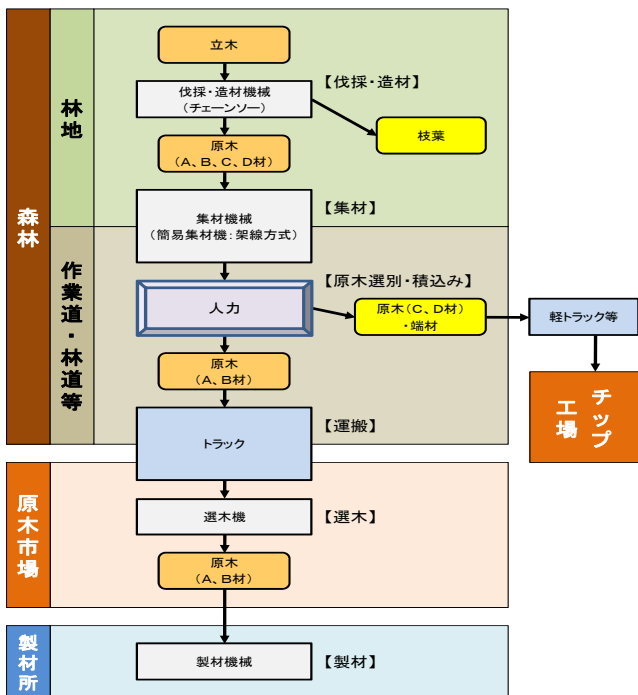 森林
林地
立木
伐採・造材機械
(チェーンソー)
【伐採・造材】
枝葉
原木
(A、B、C、D材)
集材機械
(簡易集材機:架線方式)
【集材】
作業道・林道等
人力
【原木選別・積込み】
原木(C、D材)
・端材
軽トラック等
チップ
工場
原木
(A、B材)
トラック
【運搬】
原木市場
選木機
【選木】
原木
(A、B材)
製材所
製材機械
【製材】